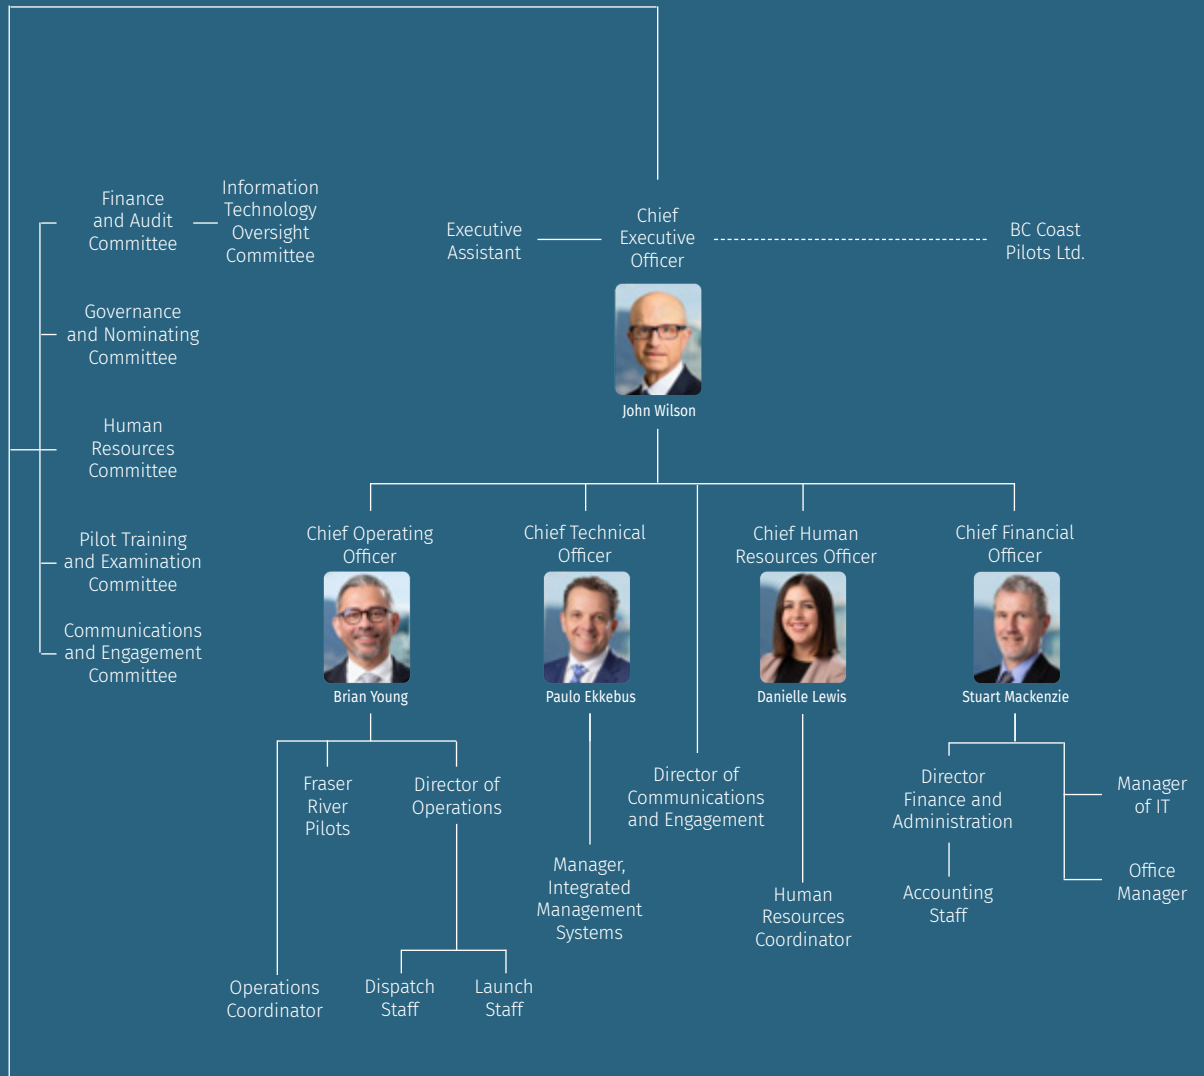 Finance
and Audit
Committee
Information
Technology
Oversight
Committee
Executive
Assistant
Chief
Executive
Officer
BC Coast
Pilots Ltd.
John Wilson
Governance
and Nominating
Committee
Human
Resources
Committee
Pilot Training
and Examination
Committee
Communications
and Engagement
Committee
Chief Operating
Officer
Brian Young
Chief Technical
Officer
Paulo Ekkebus
Chief Human
Resources Officer
Danielle Lewis
Chief Financial
Officer
Stuart Mackenzie
Fraser
River
Pilots
Director of
Operations
Director of
Communications
and Engagement
Director
Finance and
Administration
Manager
of IT
Manager,
Integrated
Management
Systems
Human
Resources
Coordinator
Accounting
Staff
Office
Manager
Operations
Coordinator
Dispatch
Staff
Launch
Staff